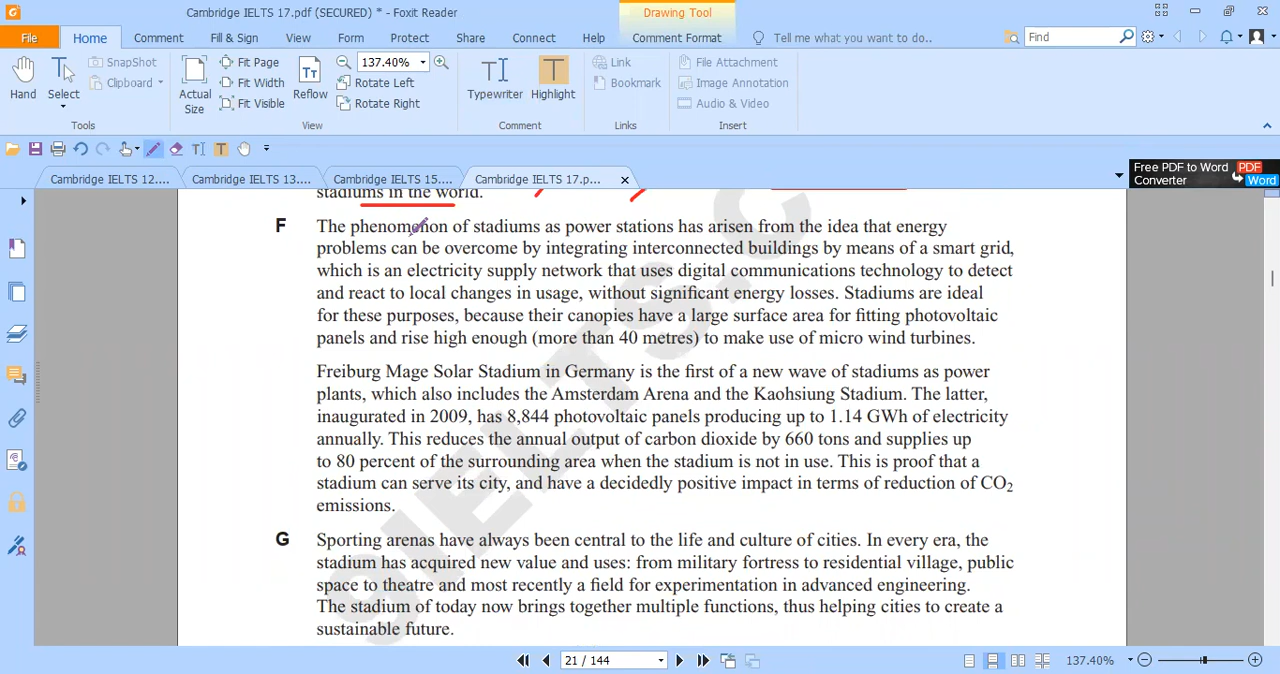 Cambridge IELTS 17.pdf (SECURED) * - Foxit Reader
Drawing Tool
File Home Comment Fill & Sign View Form Protect Share Connect Help Comment Format Tell me what you want to do.. Find
Hand
Select
SnapShot
Clipboard
Tools
Actual Size
Fit Page
Fit Width
Fit Visible
Reflow
137.40%
Rotate Left
Rotate Right
View
Typewriter
Highlight
Comment
Link
Bookmark
Links
File Attachment
Image Annotation
Audio & Video
Insert
Cambridge IELTS 12.... Cambridge IELTS 13.... Cambridge IELTS 15.... Cambridge IELTS 17.p...
Free PDF to Word Converter
PDF
Word
stadiums in the world.
F The phenomenon of stadiums as power stations has arisen from the idea that energy
problems can be overcome by integrating interconnected buildings by means of a smart grid,
which is an electricity supply network that uses digital communications technology to detect
and react to local changes in usage, without significant energy losses. Stadiums are ideal
for these purposes, because their canopies have a large surface area for fitting photovoltaic
panels and rise high enough (more than 40 metres) to make use of micro wind turbines.
Freiburg Mage Solar Stadium in Germany is the first of a new wave of stadiums as power
plants, which also includes the Amsterdam Arena and the Kaohsiung Stadium. The latter,
inaugurated in 2009, has 8,844 photovoltaic panels producing up to 1.14 GWh of electricity
annually. This reduces the annual output of carbon dioxide by 660 tons and supplies up
to 80 percent of the surrounding area when the stadium is not in use. This is proof that a
stadium can serve its city, and have a decidedly positive impact in terms of reduction of CO2
emissions.
G Sporting arenas have always been central to the life and culture of cities. In every era, the
stadium has acquired new value and uses: from military fortress to residential village, public
space to theatre and most recently a field for experimentation in advanced engineering.
The stadium of today now brings together multiple functions, thus helping cities to create a
sustainable future.
9IELTS.c
21 / 144
137.40%